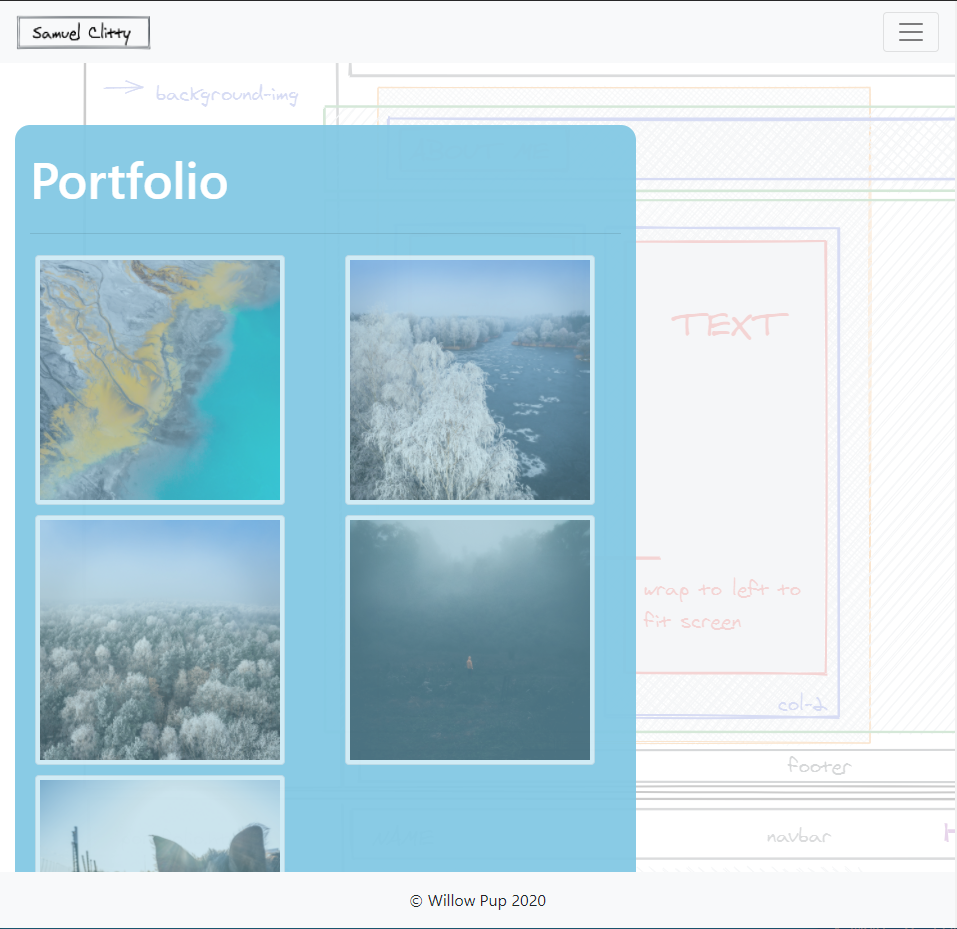 Samuel Clitty
background-img
Portfolio
TEXT
wrap to left to
fit screen
col-2
footer
navbar
© Willow Pup 2020